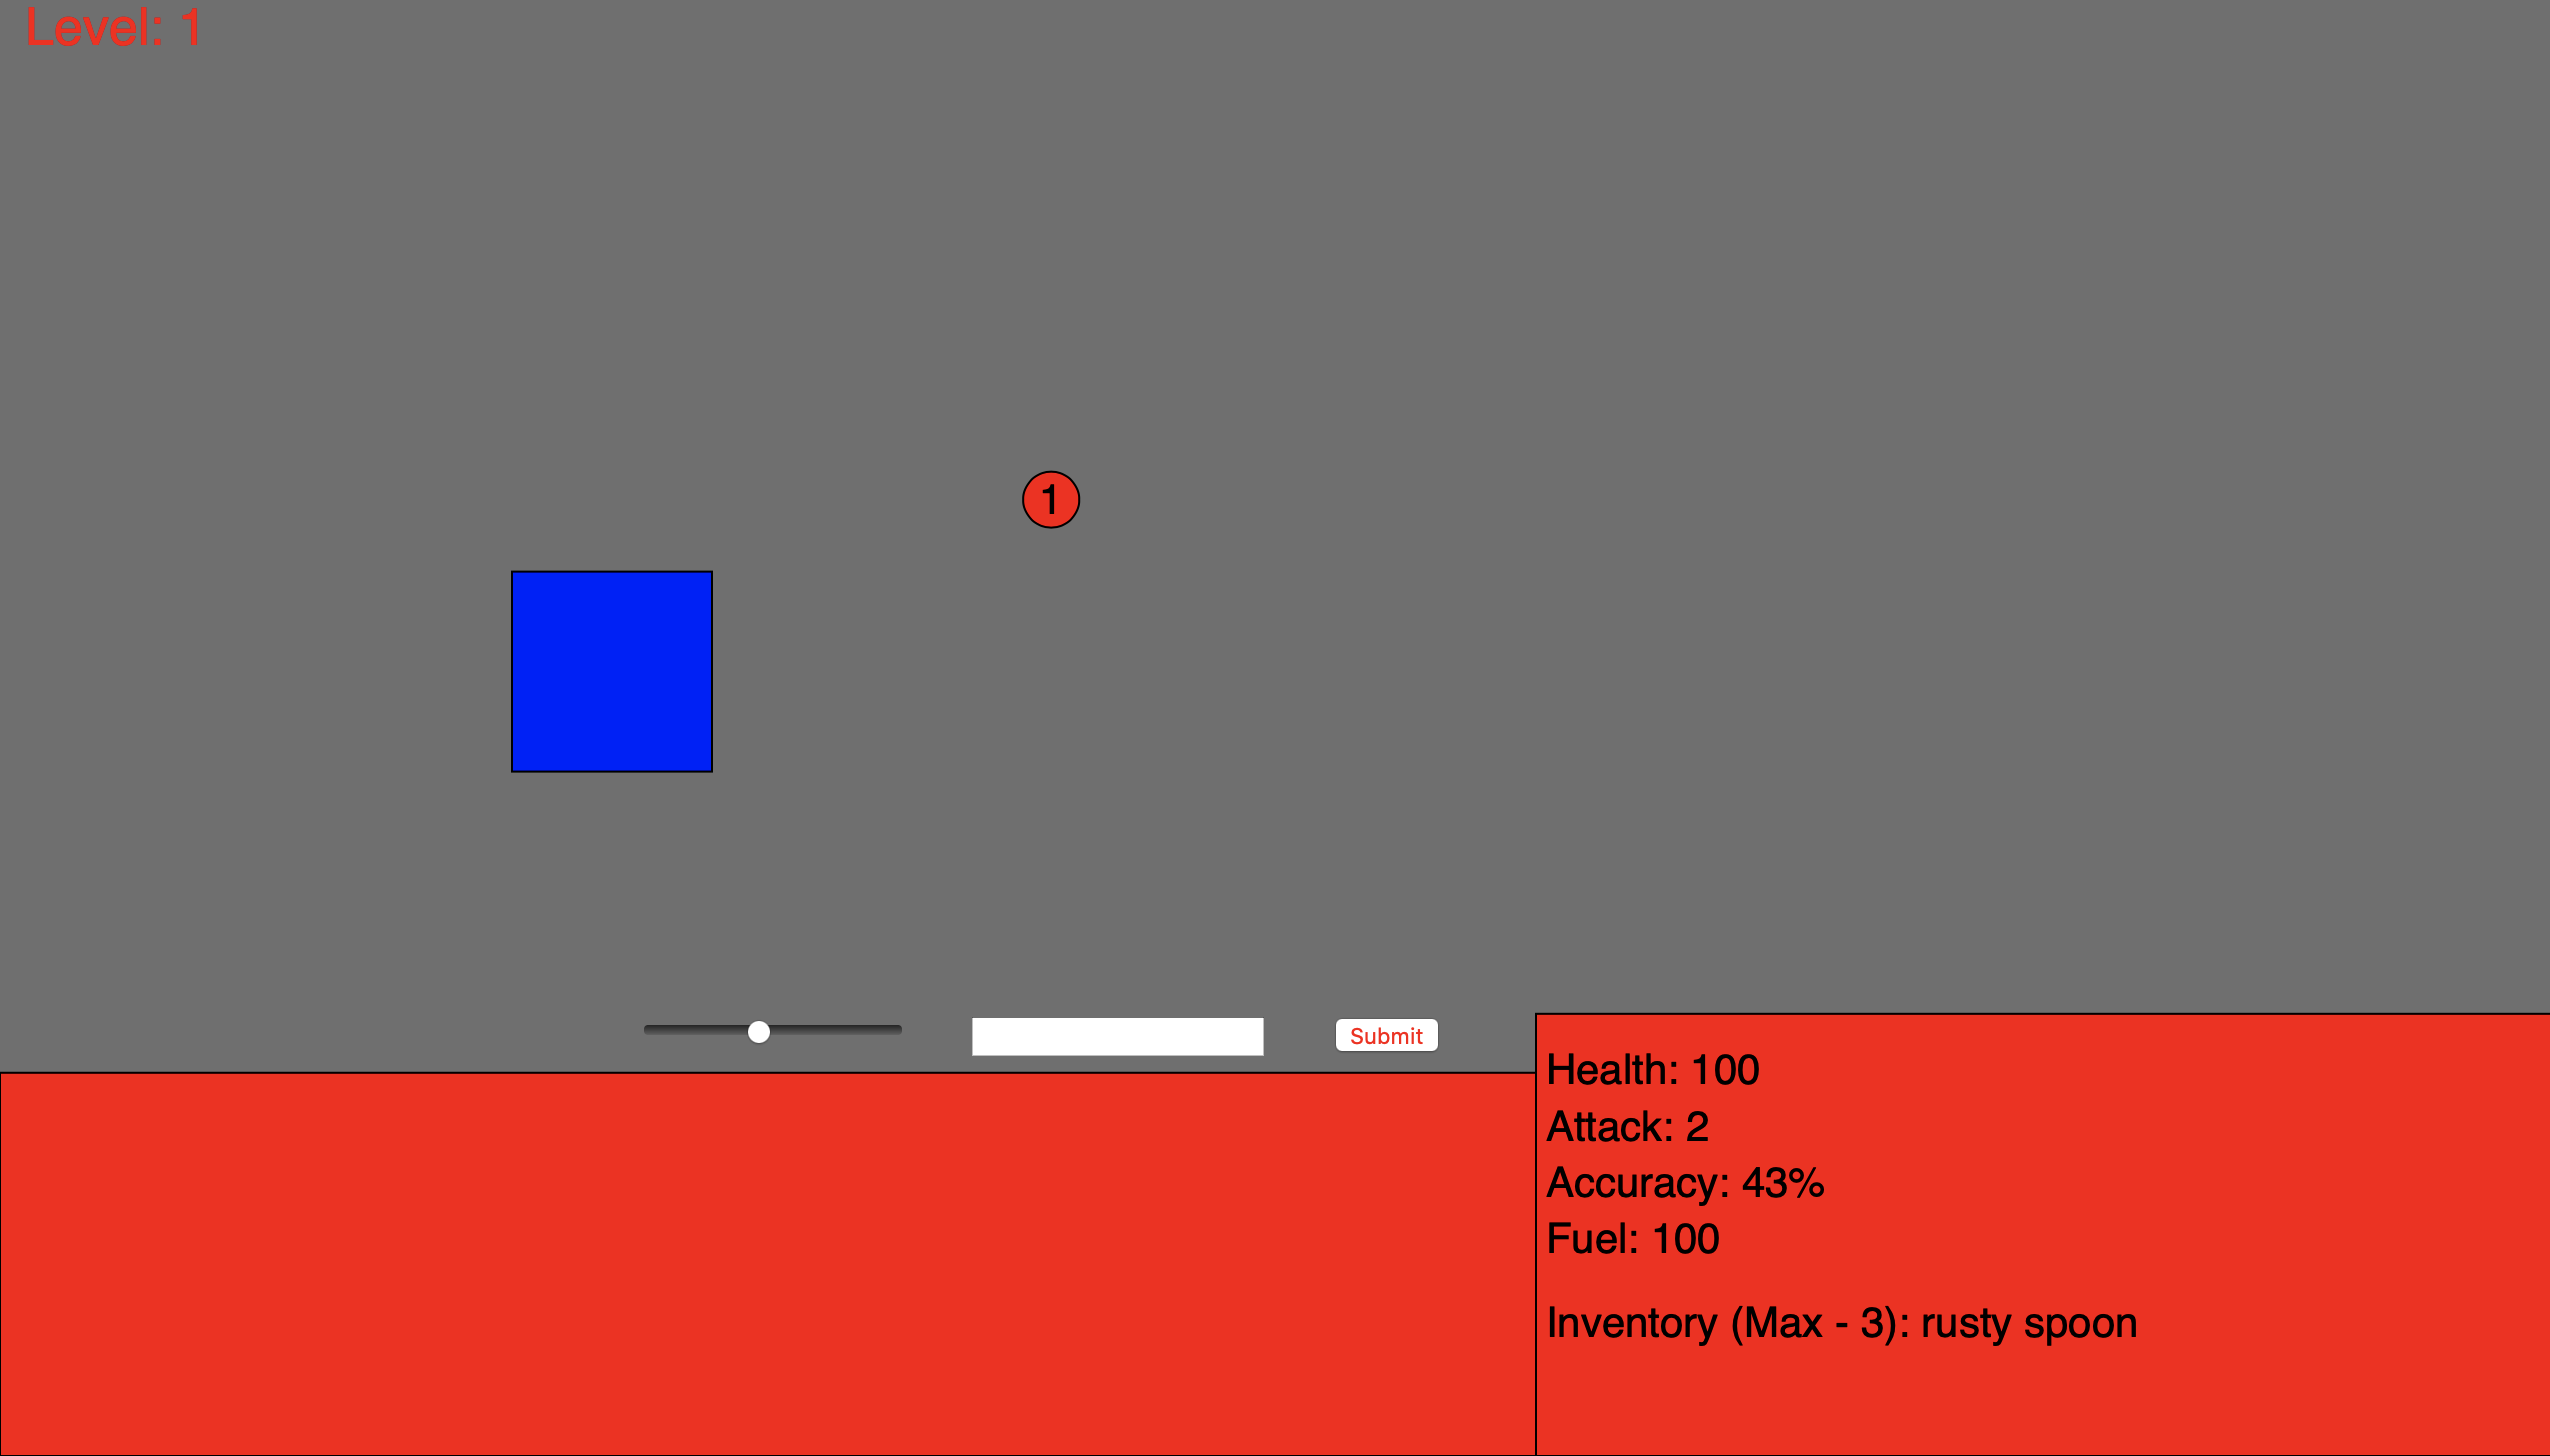 Level: 1
1
Submit
Health: 100
Attack: 2
Accuracy: 43%
Fuel: 100
Inventory (Max - 3): rusty spoon